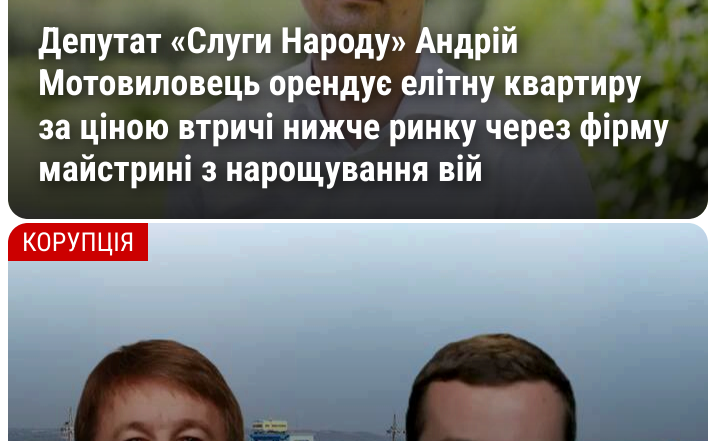 Депутат «Слуги Народу» Андрій
Мотовиловець орендує елітну квартиру
за ціною втричі нижче ринку через фірму
майстрині з нарощування вій
КОРУПЦІЯ